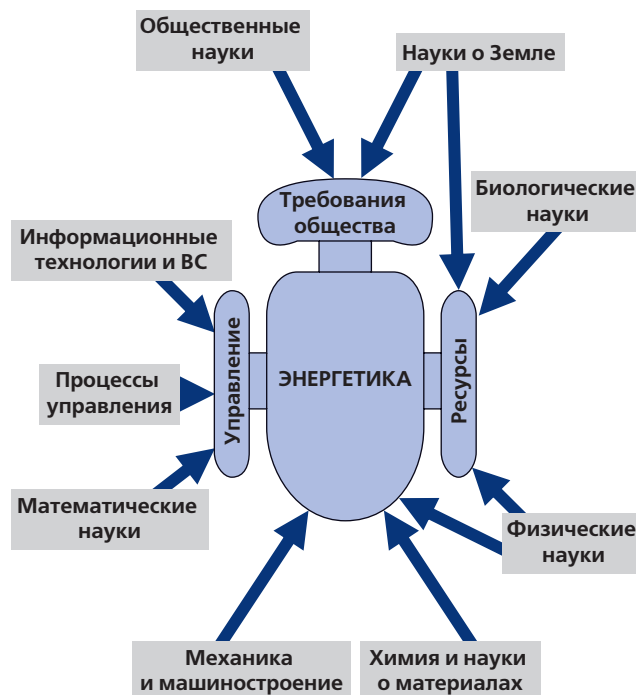 Общественные
науки
Науки о Земле
Требования
общества
Биологические
науки
Информационные
технологии и ВС
Управление
ЭНЕРГЕТИКА
Ресурсы
Процессы
управления
Математические
науки
Физические
науки
Механика
и машиностроение
Химия и науки
о материалах